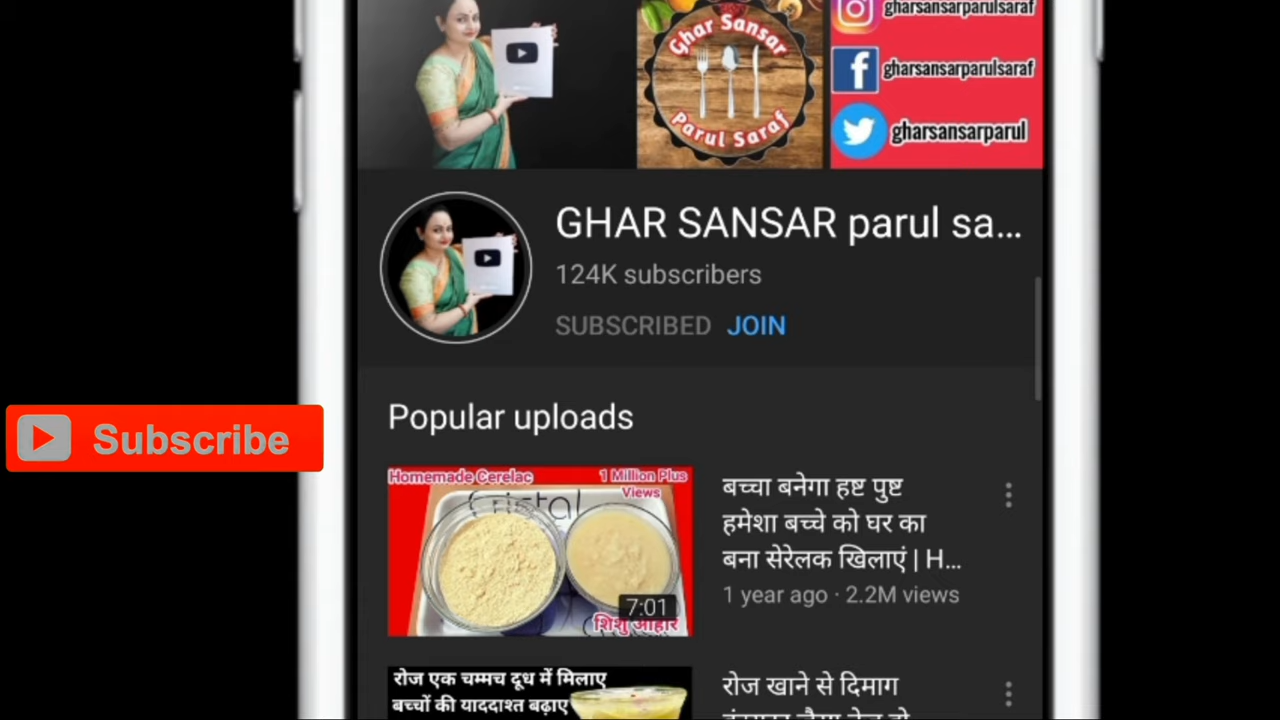 gharsansarparulsaraf
Ghar Sansar
gharsansarparulsaraf
Parul Saraf
gharsansarparul
GHAR SANSAR parul sa...
124K subscribers
SUBSCRIBED JOIN
Popular uploads
Subscribe
Homemade Cerelac
1 Million Plus
Views
Cristal
7:01
शिशु आहार
बच्चा बनेगा हष्ट पुष्ट
हमेशा बच्चे को घर का
बना सेरेलक खिलाएं | H...
1 year ago · 2.2M views
रोज एक चम्मच दूध में मिलाए
बच्चों की याददाश्त बढ़ाए
रोज खाने से दिमाग